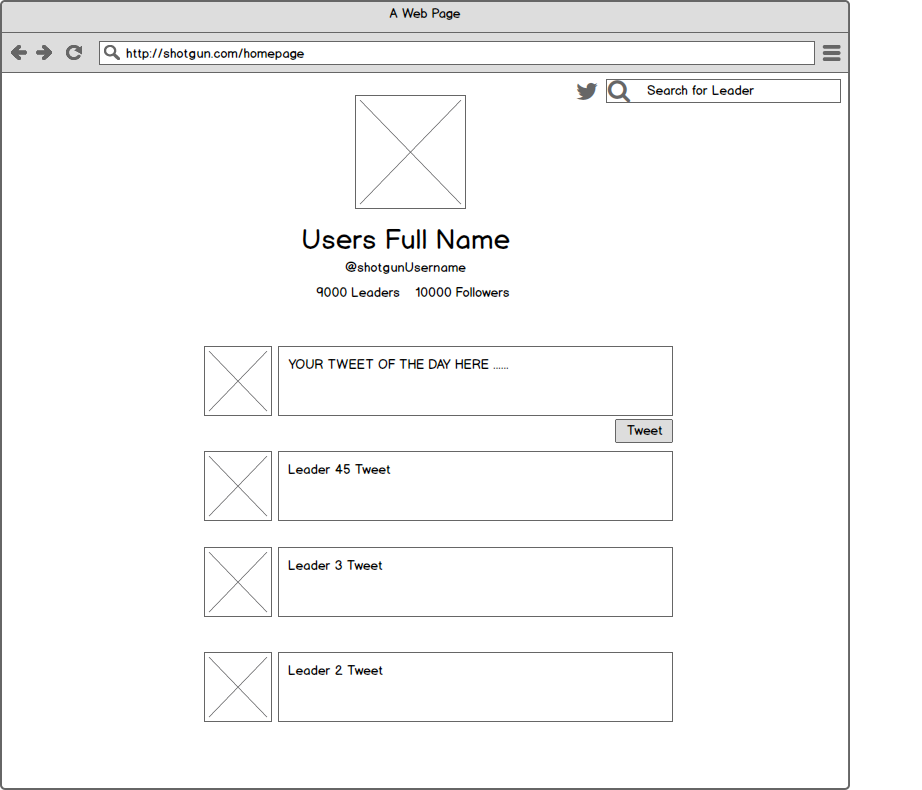 A Web Page
http://shotgun.com/homepage
Search for Leader
Users Full Name
@shotgunUsername
9000 Leaders 10000 Followers
YOUR TWEET OF THE DAY HERE ......
Tweet
Leader 45 Tweet
Leader 3 Tweet
Leader 2 Tweet